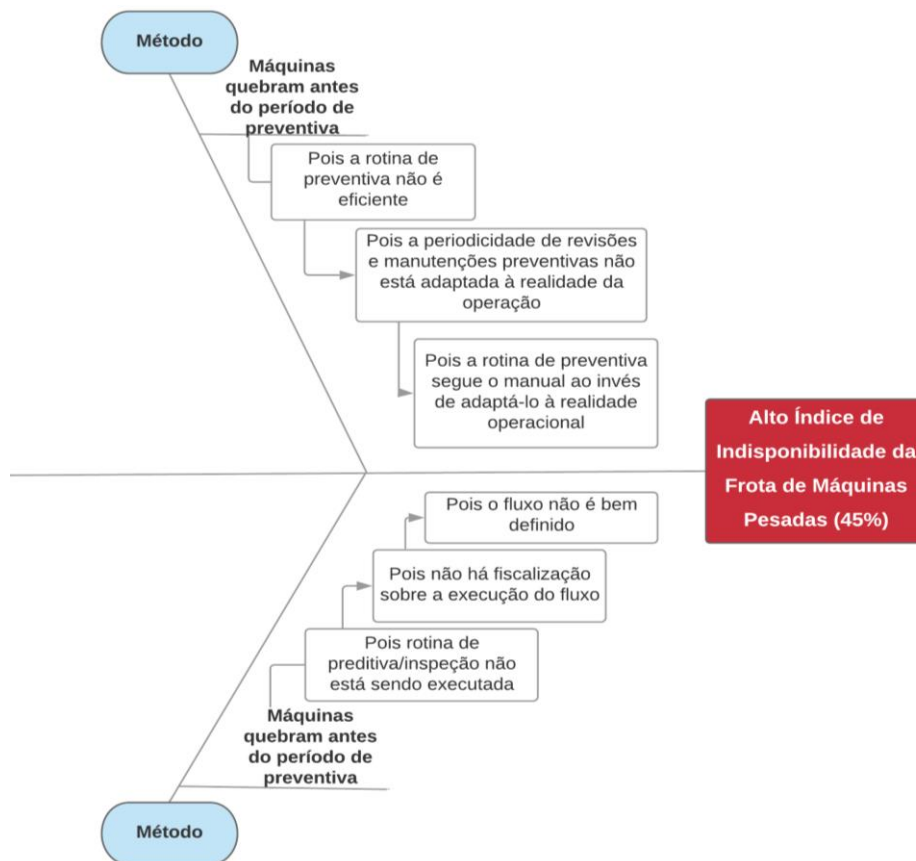 Método
Máquinas
quebram antes
do período de
preventiva
Pois a rotina de
preventiva não é
eficiente
Pois a periodicidade de revisões
e manutenções preventivas não
está adaptada à realidade da
operação
Pois a rotina de preventiva
segue o manual ao invés
de adaptá-lo à realidade
operacional
Alto Índice de
Indisponibilidade da
Frota de Máquinas
Pesadas (45%)
Pois o fluxo não é bem
definido
Pois não há fiscalização
sobre a execução do fluxo
Pois rotina de
preditiva/inspeção não
está sendo executada
Máquinas
quebram antes
do período de
preventiva
Método